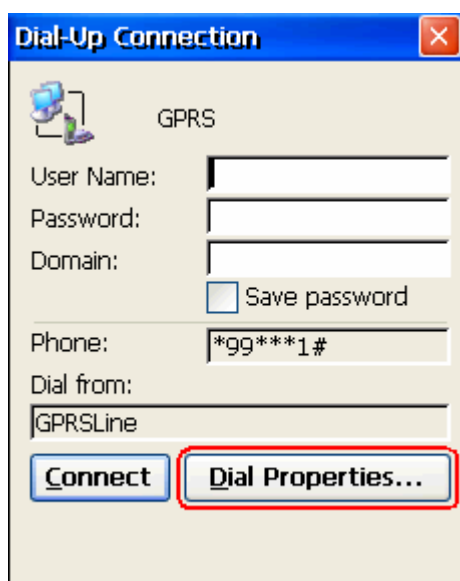 Dial-Up Connection
GPRS
User Name:
Password:
Domain:
Save password
Phone: *99***1#
Dial from:
GPRSLine
Connect Dial Properties...